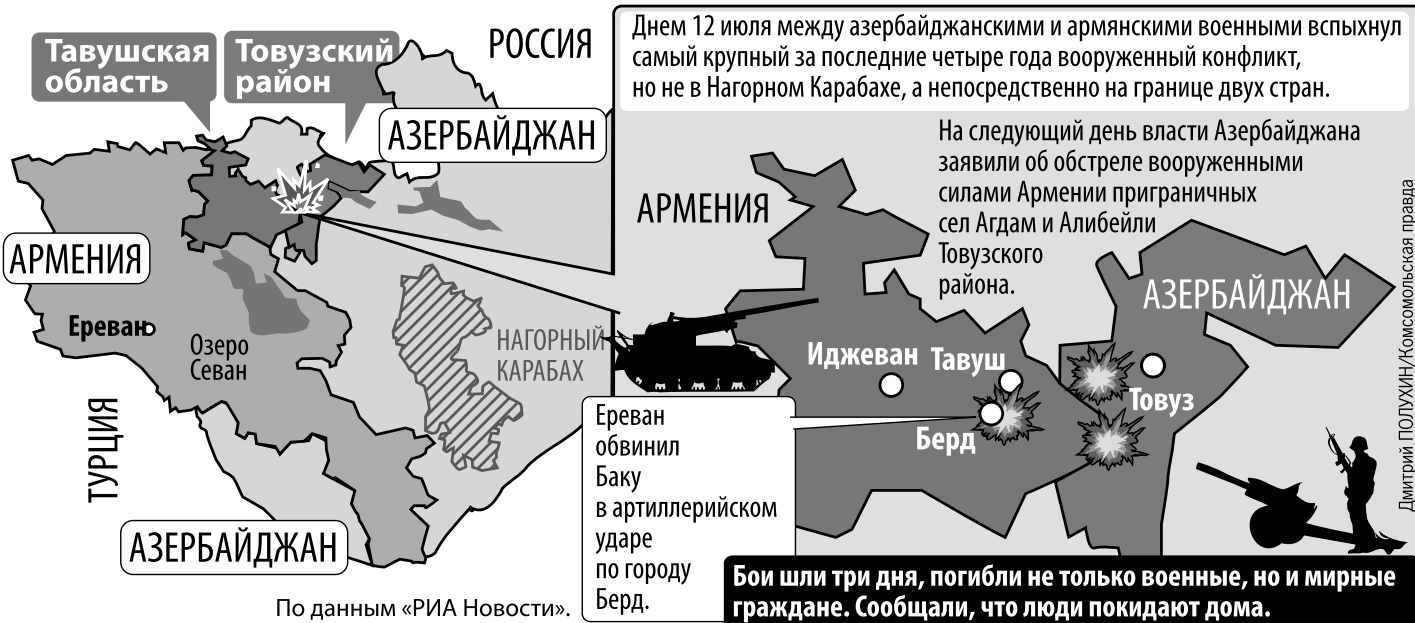 Тавушская
область
Товузский
район
РОССИЯ
АЗЕРБАЙДЖАН
АРМЕНИЯ
Ереван
Озеро
Севан
НАГОРНЫЙ
КАРАБАХ
ТУРЦИЯ
АЗЕРБАЙДЖАН
По данным «РИА Новости».
Днем 12 июля между азербайджанскими и армянскими военными вспыхнул
самый крупный за последние четыре года вооруженный конфликт,
но не в Нагорном Карабахе, а непосредственно на границе двух стран.
На следующий день власти Азербайджана
заявили об обстреле вооруженными
силами Армении приграничных
сел Агдам и Алибейли
Товузского
района.
АРМЕНИЯ
АЗЕРБАЙДЖАН
Иджеван
Тавуш
Товуз
Берд
Ереван
обвинил
Баку
в артиллерийском
ударе
по городу
Берд.
Бои шли три дня, погибли не только военные, но и мирные
граждане. Сообщали, что люди покидают дома.
Дмитрий ПОЛУХИН/Комсомольская правда